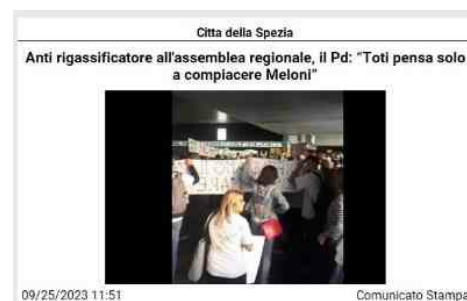 Citta della Spezia
Anti rigassificatore all'assemblea regionale, il Pd: “Toti pensa solo
a compiacere Meloni”
09/25/2023 11:51
Comunicato Stampa